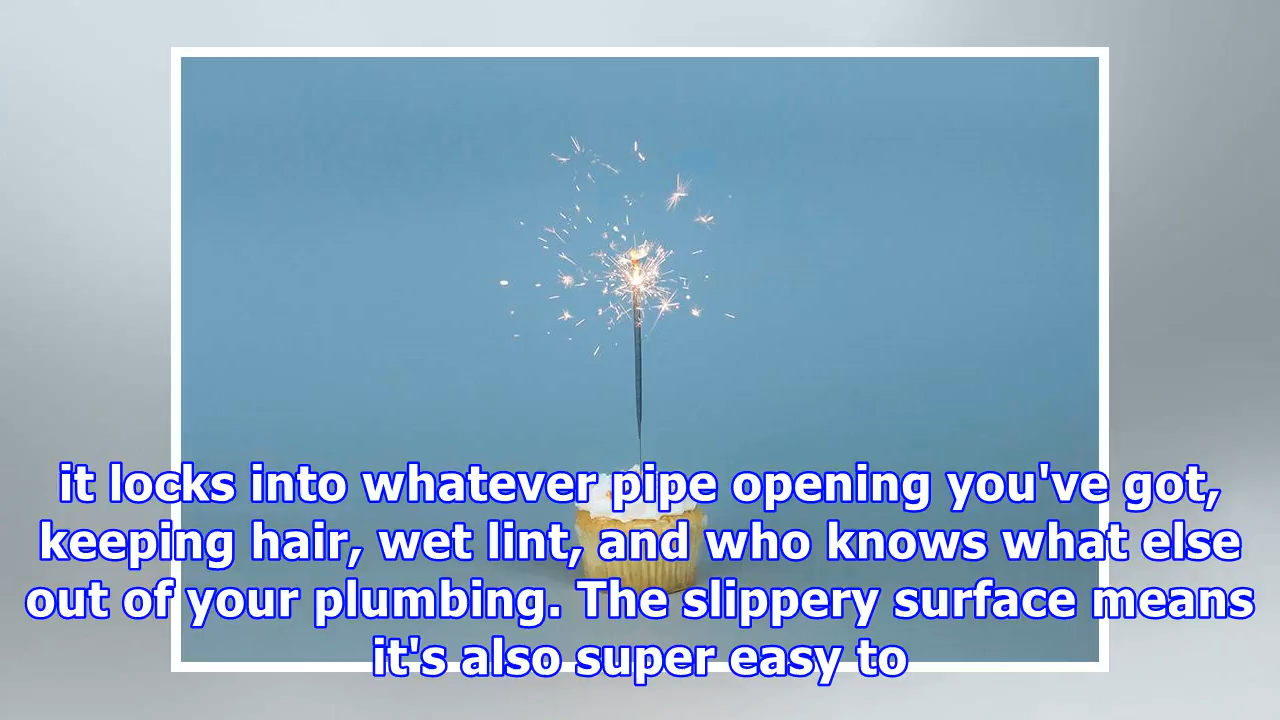 it locks into whatever pipe opening you've got,
keeping hair, wet lint, and who knows what else
out of your plumbing. The slippery surface means
it's also super easy to